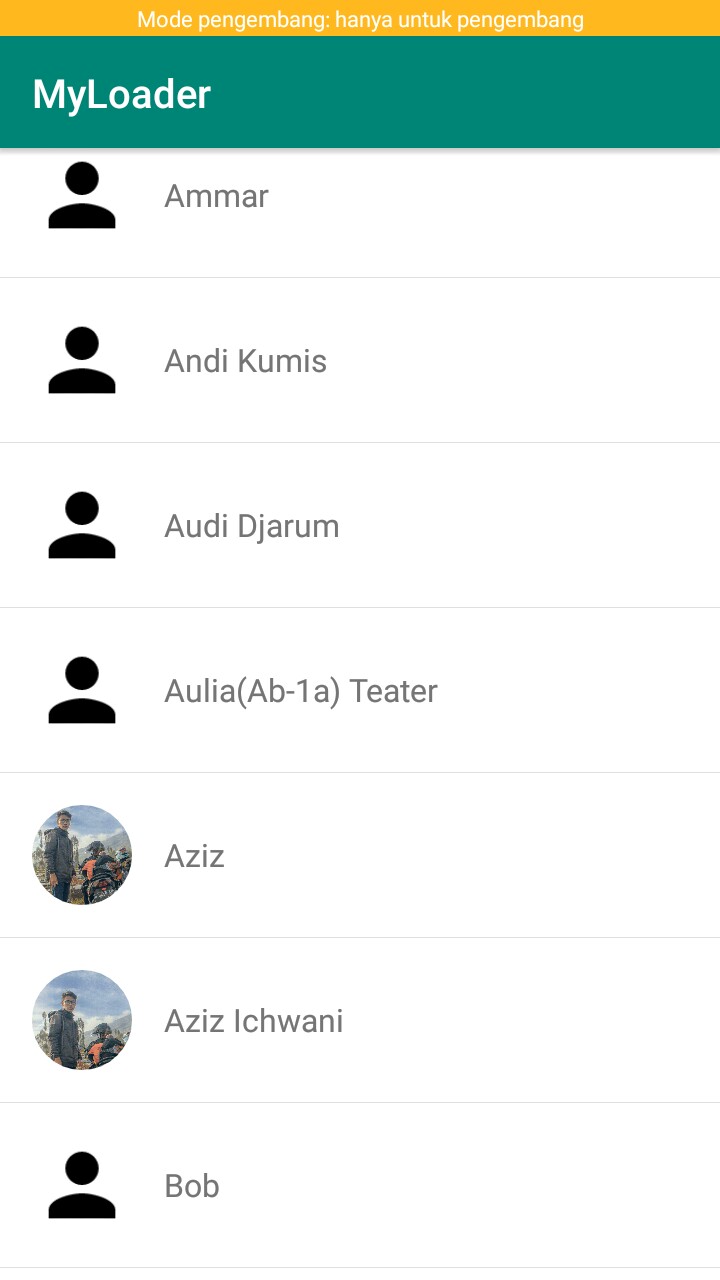 Mode pengembang: hanya untuk pengembang
MyLoader
Ammar
Andi Kumis
Audi Djarum
Aulia(Ab-1a) Teater
Aziz
Aziz Ichwani
Bob